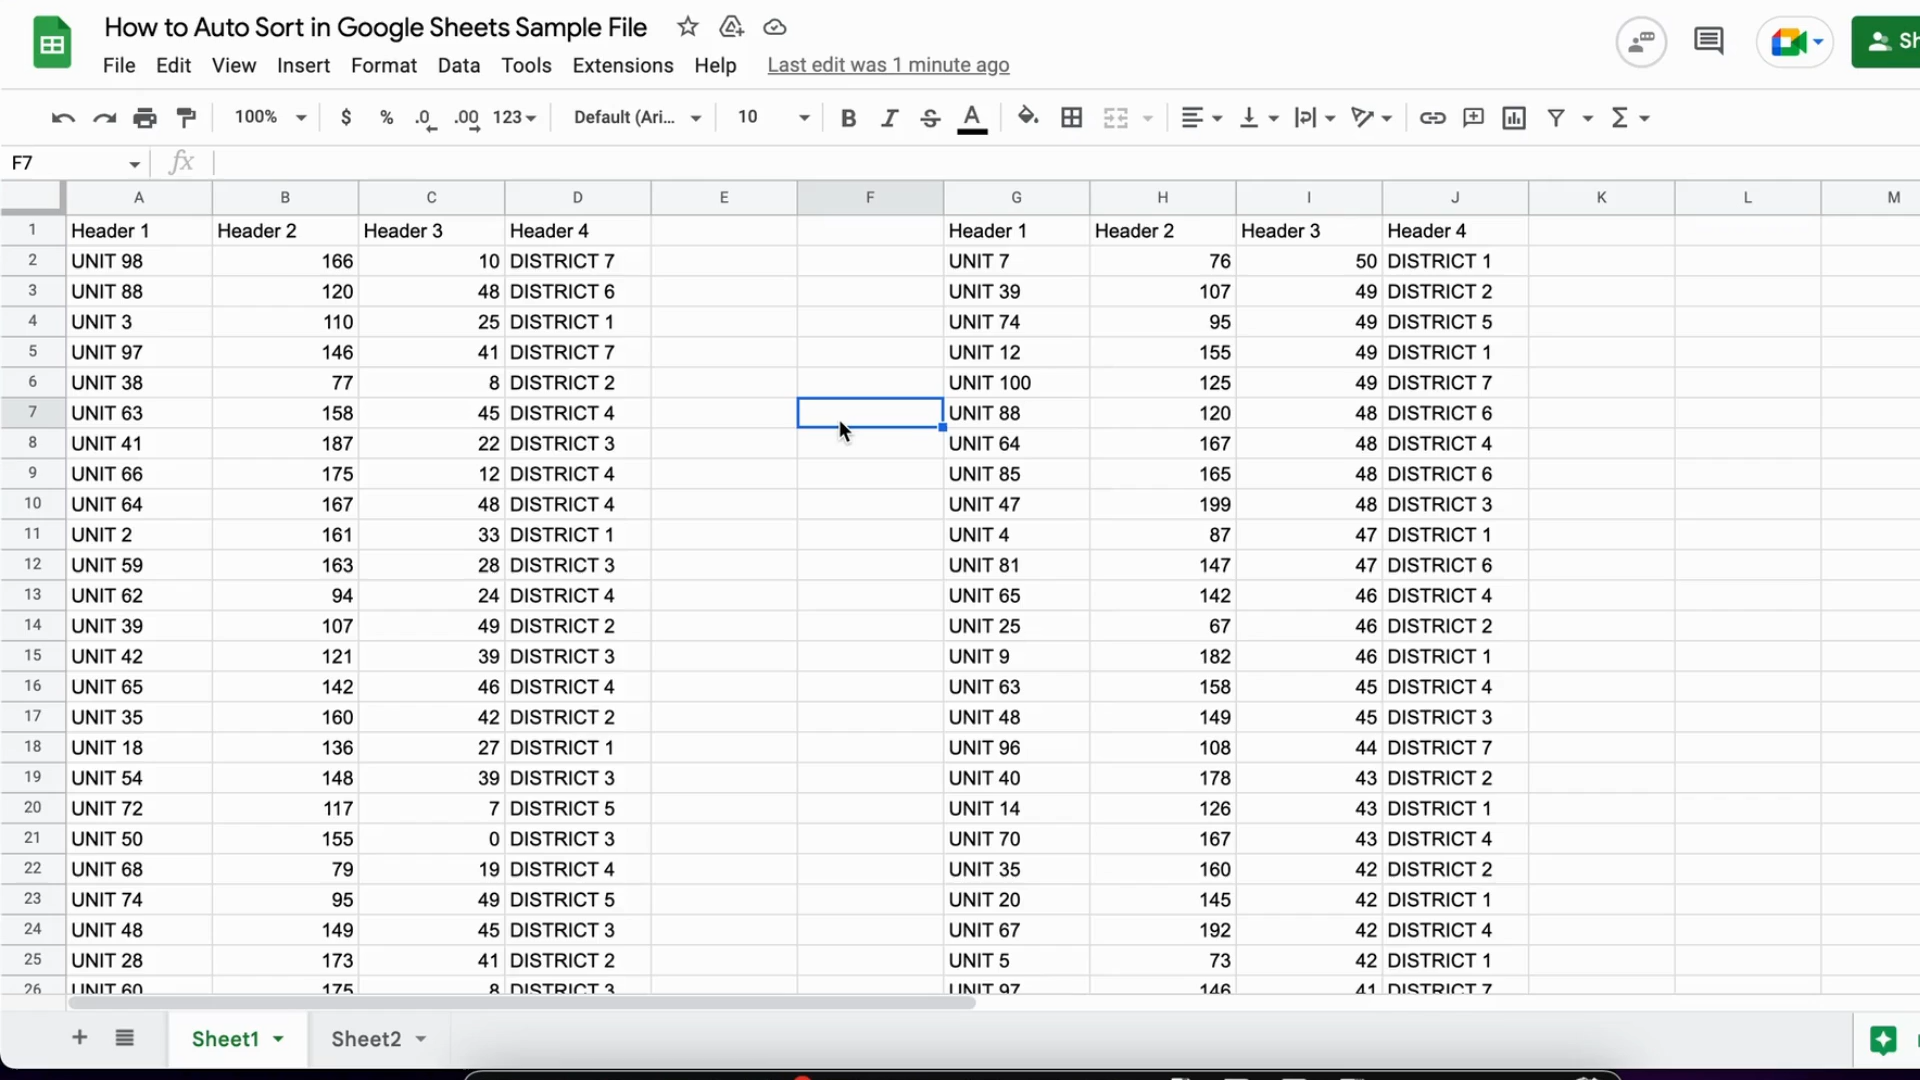 How to Auto Sort in Google Sheets Sample File
Sh
File Edit View Insert Format Data Tools Extensions Help Last edit was 1 minute ago
100% $ % .0 .00 123 Default (Ari... 10 B I S A Σ
F7 fx
A B C D E F G H I J K L M
1 Header 1 Header 2 Header 3 Header 4 Header 1 Header 2 Header 3 Header 4
2 UNIT 98 166 10 DISTRICT 7 UNIT 7 76 50 DISTRICT 1
3 UNIT 88 120 48 DISTRICT 6 UNIT 39 107 49 DISTRICT 2
4 UNIT 3 110 25 DISTRICT 1 UNIT 74 95 49 DISTRICT 5
5 UNIT 97 146 41 DISTRICT 7 UNIT 12 155 49 DISTRICT 1
6 UNIT 38 77 8 DISTRICT 2 UNIT 100 125 49 DISTRICT 7
7 UNIT 63 158 45 DISTRICT 4 UNIT 88 120 48 DISTRICT 6
8 UNIT 41 187 22 DISTRICT 3 UNIT 64 167 48 DISTRICT 4
9 UNIT 66 175 12 DISTRICT 4 UNIT 85 165 48 DISTRICT 6
10 UNIT 64 167 48 DISTRICT 4 UNIT 47 199 48 DISTRICT 3
11 UNIT 2 161 33 DISTRICT 1 UNIT 4 87 47 DISTRICT 1
12 UNIT 59 163 28 DISTRICT 3 UNIT 81 147 47 DISTRICT 6
13 UNIT 62 94 24 DISTRICT 4 UNIT 65 142 46 DISTRICT 4
14 UNIT 39 107 49 DISTRICT 2 UNIT 25 67 46 DISTRICT 2
15 UNIT 42 121 39 DISTRICT 3 UNIT 9 182 46 DISTRICT 1
16 UNIT 65 142 46 DISTRICT 4 UNIT 63 158 45 DISTRICT 4
17 UNIT 35 160 42 DISTRICT 2 UNIT 48 149 45 DISTRICT 3
18 UNIT 18 136 27 DISTRICT 1 UNIT 96 108 44 DISTRICT 7
19 UNIT 54 148 39 DISTRICT 3 UNIT 40 178 43 DISTRICT 2
20 UNIT 72 117 7 DISTRICT 5 UNIT 14 126 43 DISTRICT 1
21 UNIT 50 155 0 DISTRICT 3 UNIT 70 167 43 DISTRICT 4
22 UNIT 68 79 19 DISTRICT 4 UNIT 35 160 42 DISTRICT 2
23 UNIT 74 95 49 DISTRICT 5 UNIT 20 145 42 DISTRICT 1
24 UNIT 48 149 45 DISTRICT 3 UNIT 67 192 42 DISTRICT 4
25 UNIT 28 173 41 DISTRICT 2 UNIT 5 73 42 DISTRICT 1
26 UNIT 60 175 8 DISTRICT 3 UNIT 97 146 41 DISTRICT 7
Sheet1 Sheet2